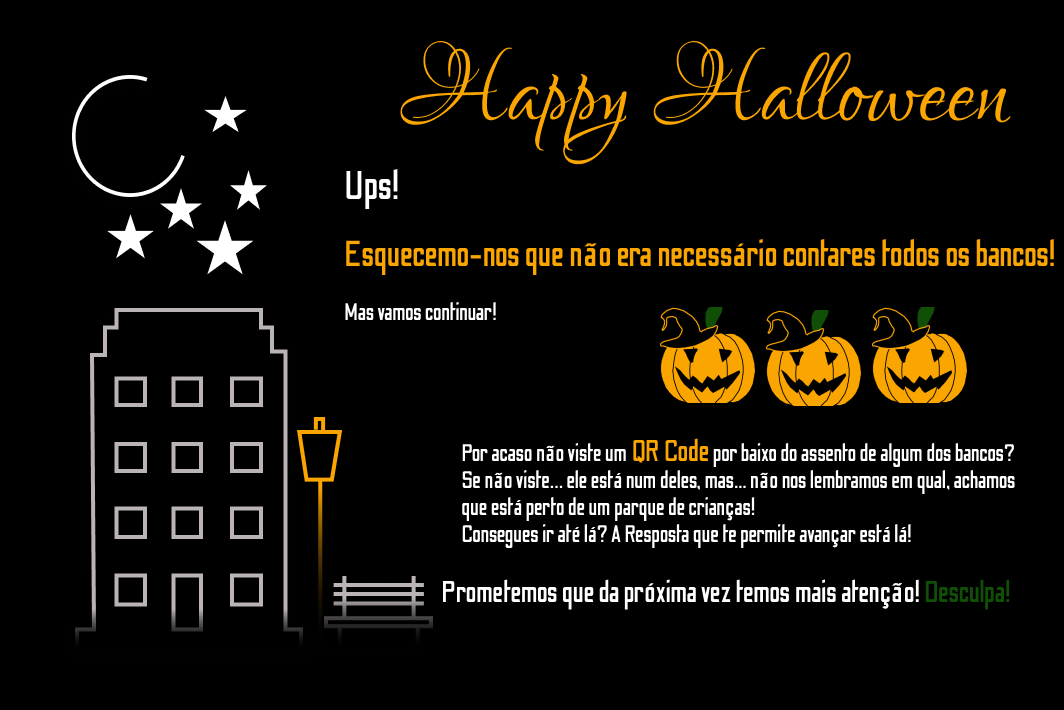 Happy Halloween
Ups!
Esquecemo-nos que não era necessário contares todos os bancos!
Mas vamos continuar!
Por acaso não viste um QR Code por baixo do assento de algum dos bancos?
Se não viste... ele está num deles, mas... não nos lembramos em qual, achamos
que está perto de um parque de crianças!
Consegues ir até lá? A Resposta que te permite avançar está lá!
Prometemos que da próxima vez temos mais atenção! Desculpa!